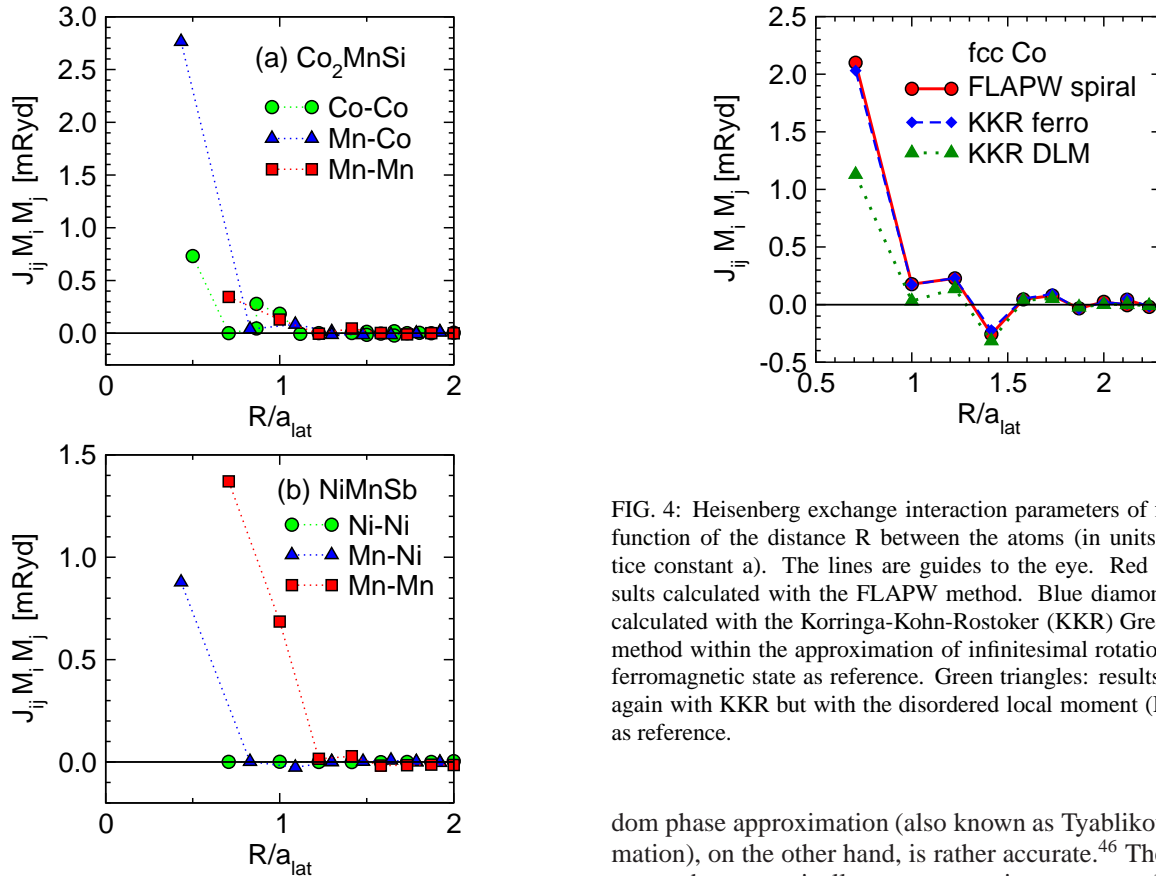 3.0
2.5
2.0
1.5
1.0
0.5
0.0
J_ij M_i M_j [mRyd]
(a) Co₂MnSi
Co-Co
Mn-Co
Mn-Mn
0
1
2
R/a_lat
1.5
1.0
0.5
0.0
J_ij M_i M_j [mRyd]
(b) NiMnSb
Ni-Ni
Mn-Ni
Mn-Mn
0
1
2
R/a_lat
2.5
2.0
1.5
1.0
0.5
0.0
-0.5
J_ij M_i M_j [mRyd]
fcc Co
FLAPW spiral
KKR ferro
KKR DLM
0.5
1
1.5
2
R/a_lat
FIG. 4: Heisenberg exchange interaction parameters of
function of the distance R between the atoms (in units
tice constant a). The lines are guides to the eye. Red
sults calculated with the FLAPW method. Blue diamon
calculated with the Korringa-Kohn-Rostoker (KKR) Gree
method within the approximation of infinitesimal rotatio
ferromagnetic state as reference. Green triangles: results
again with KKR but with the disordered local moment (
as reference.
dom phase approximation (also known as Tyabliko
mation), on the other hand, is rather accurate.⁴⁶ The